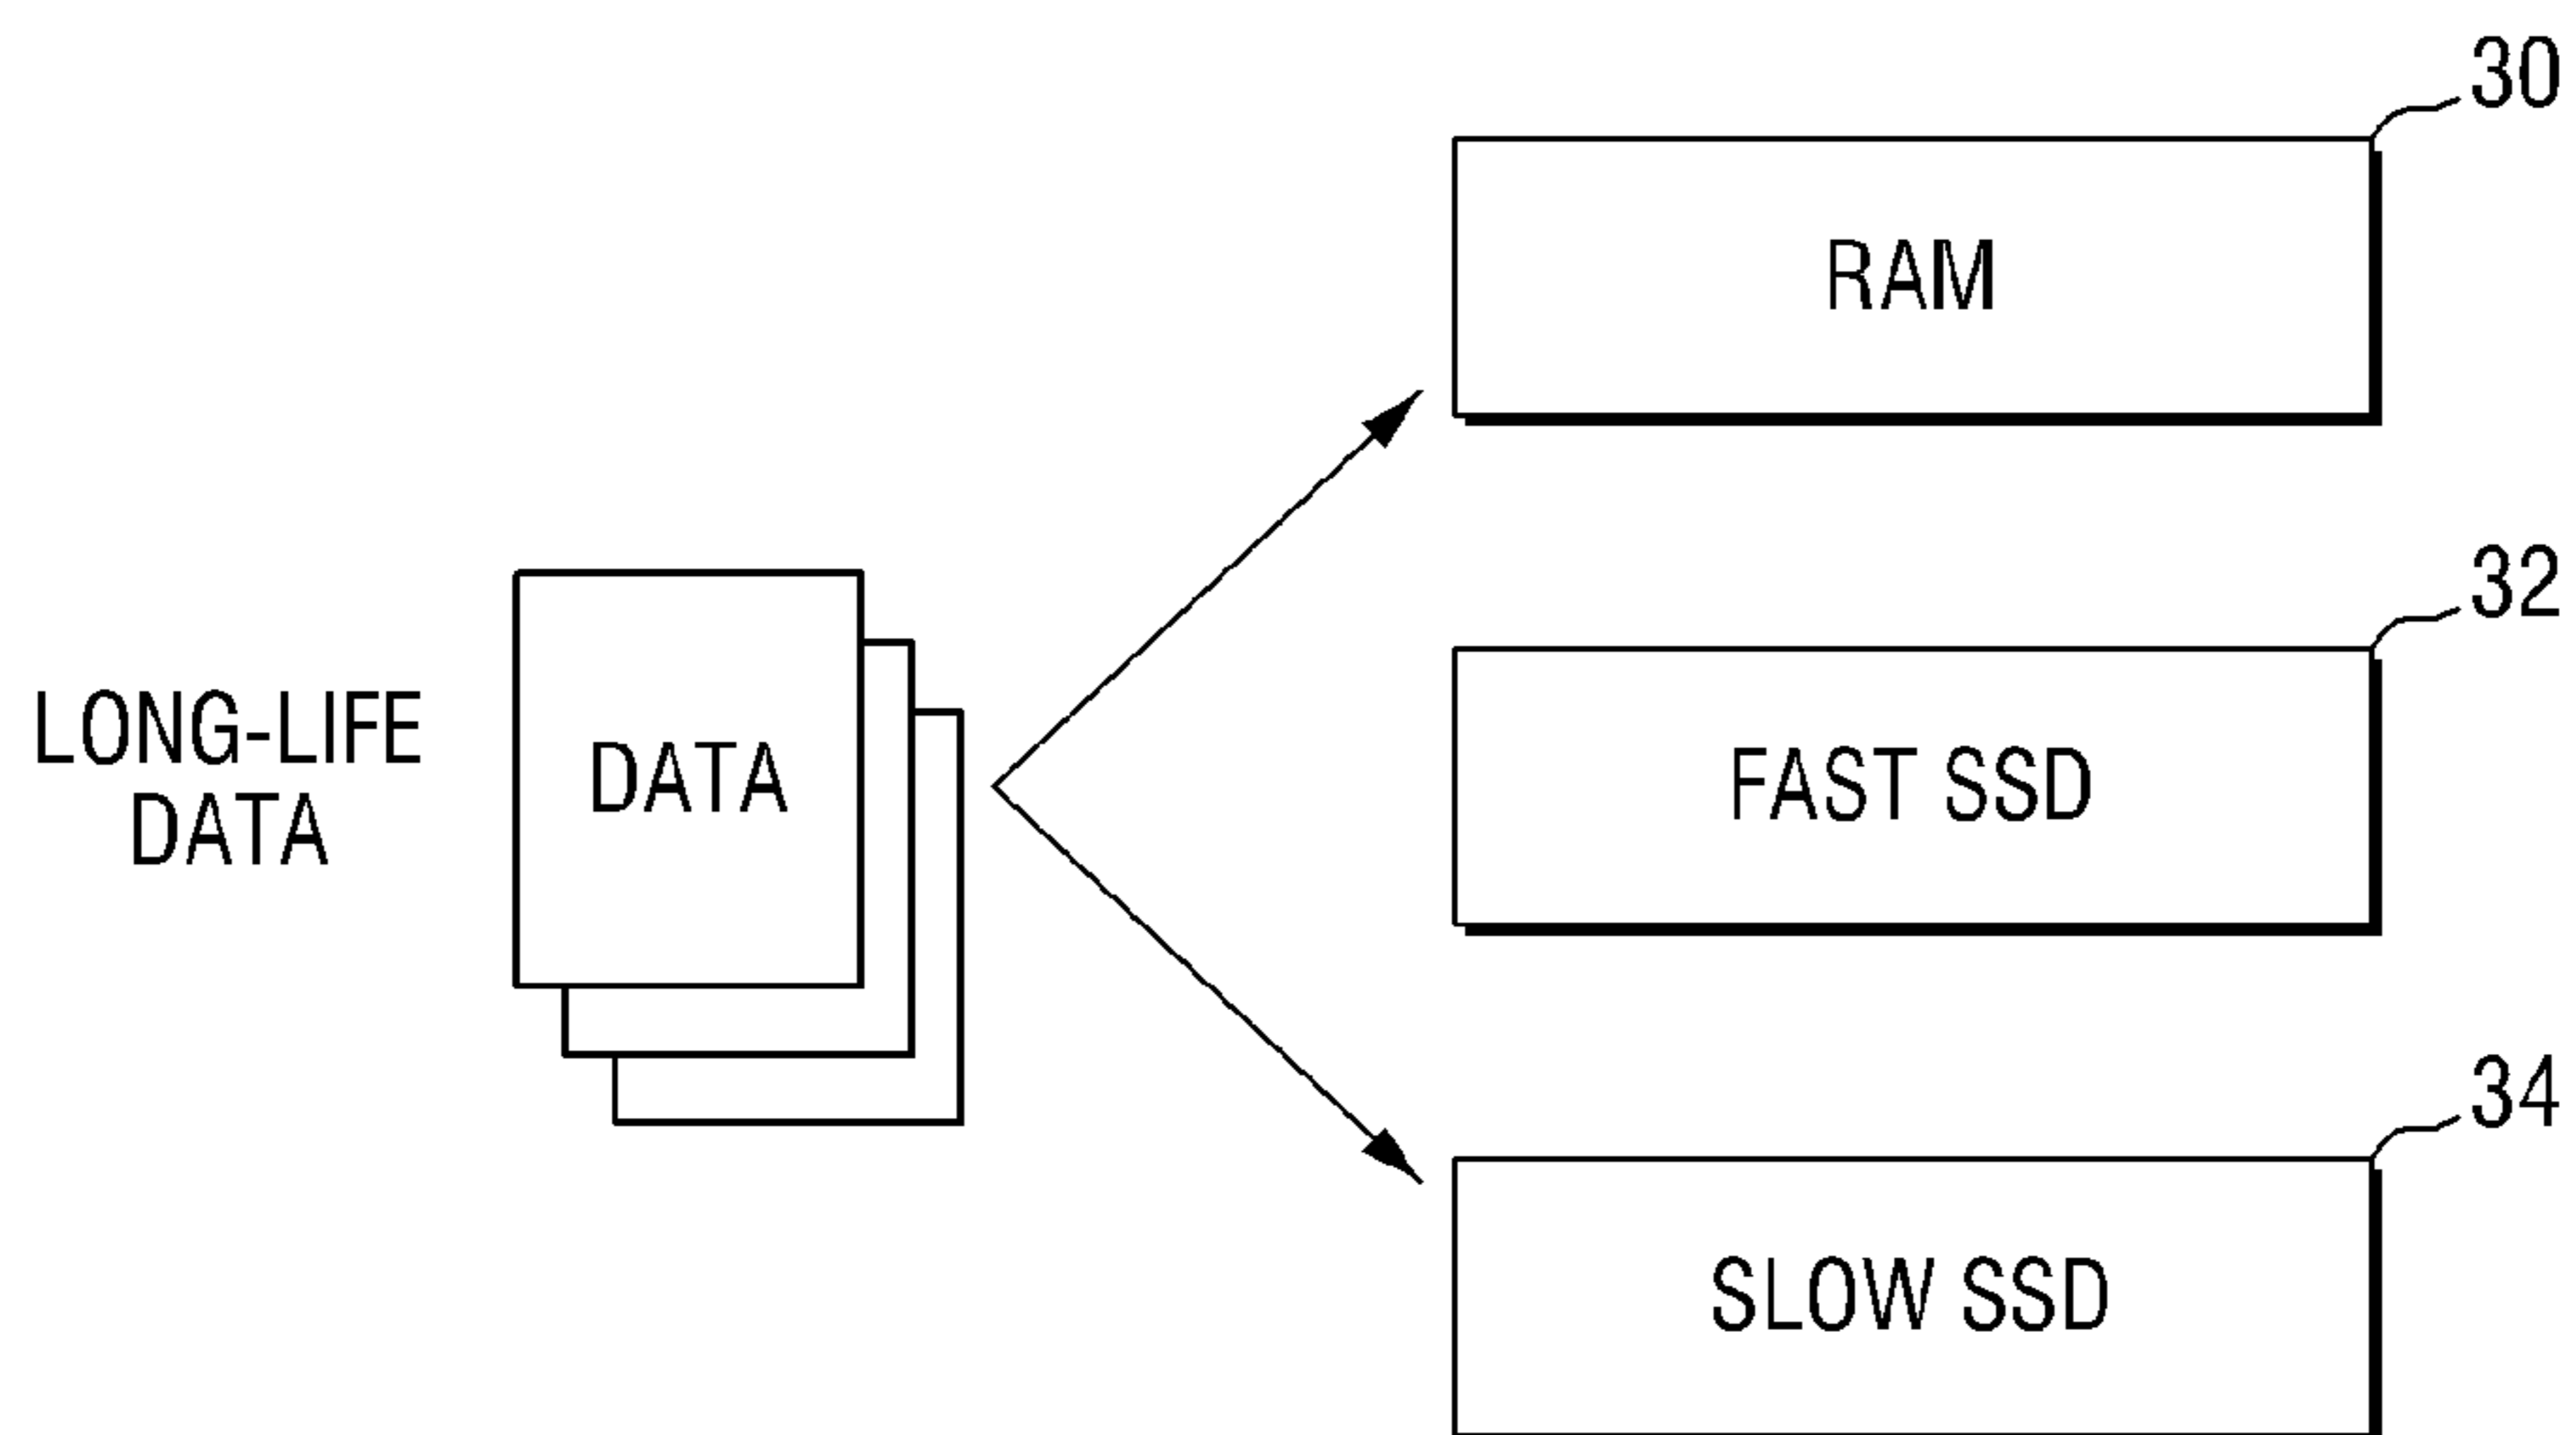 30
RAM
32
LONG-LIFE
DATA
DATA
FAST SSD
34
SLOW SSD